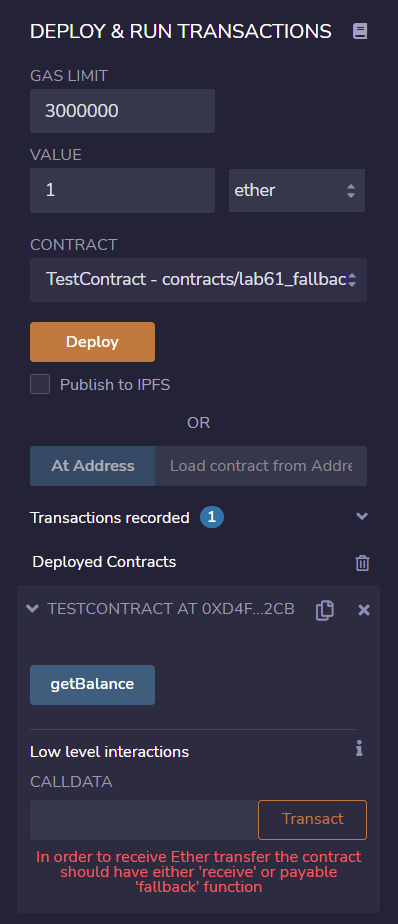 DEPLOY & RUN TRANSACTIONS
GAS LIMIT
3000000
VALUE
1
ether
CONTRACT
TestContract - contracts/lab61_fallbac
Deploy
Publish to IPFS
OR
At Address
Load contract from Addre
Transactions recorded 1
Deployed Contracts
TESTCONTRACT AT 0XD4F...2CB
getBalance
Low level interactions
CALLDATA
Transact
In order to receive Ether transfer the contract
should have either 'receive' or payable
'fallback' function